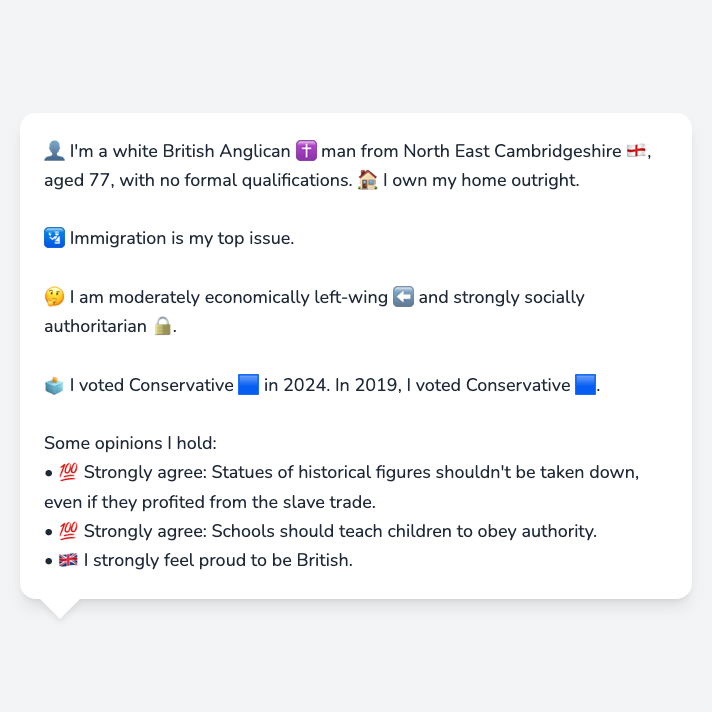 👤 I'm a white British Anglican ✝️ man from North East Cambridgeshire 🏴󠁧󠁢󠁥󠁮󠁧󠁿,
aged 77, with no formal qualifications. 🏠 I own my home outright.
🛂 Immigration is my top issue.
🤔 I am moderately economically left-wing ⬅️ and strongly socially
authoritarian 🔒.
🗳️ I voted Conservative 🟦 in 2024. In 2019, I voted Conservative 🟦.
Some opinions I hold:
• 💯 Strongly agree: Statues of historical figures shouldn't be taken down,
even if they profited from the slave trade.
• 💯 Strongly agree: Schools should teach children to obey authority.
• 🇬🇧 I strongly feel proud to be British.